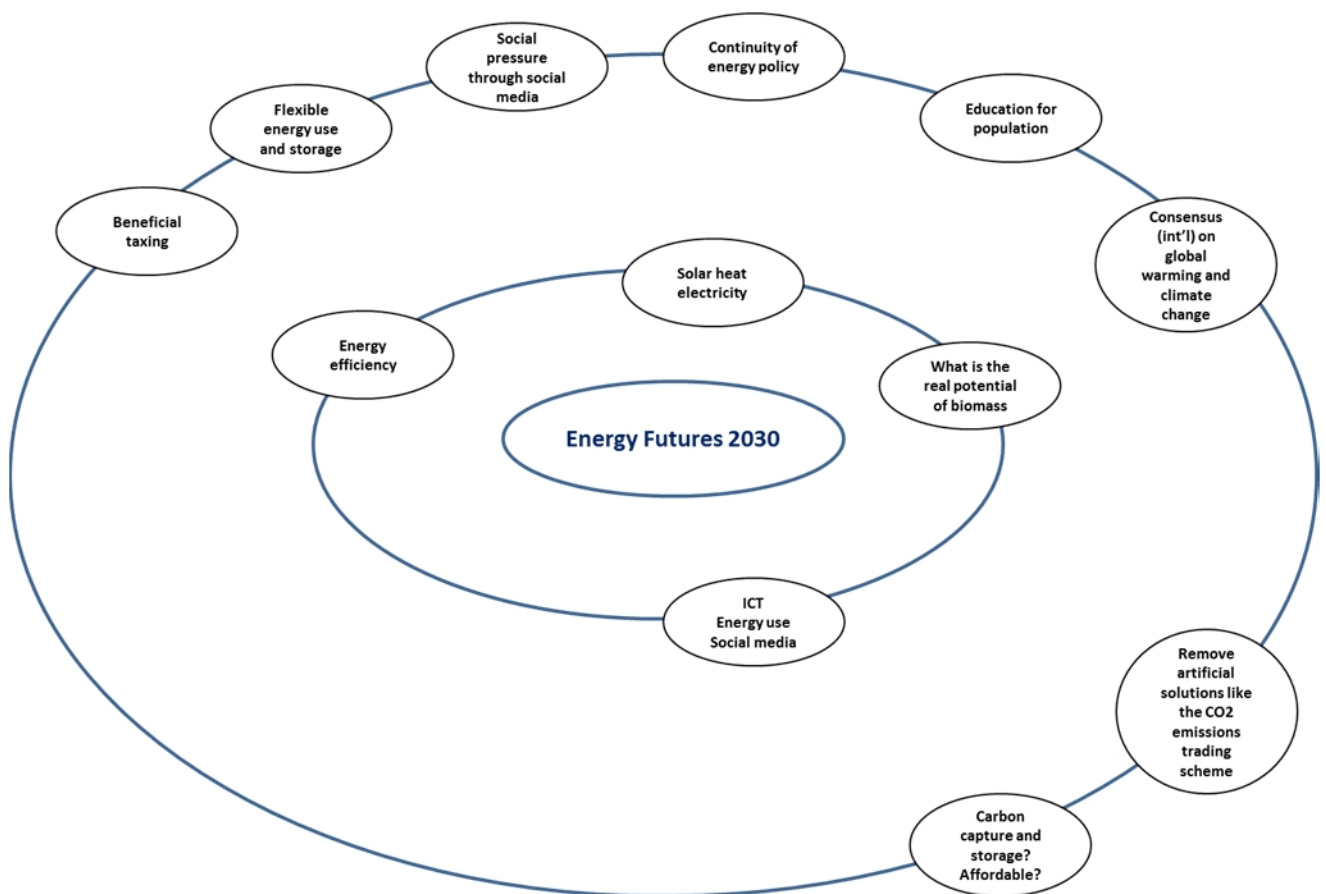 Social
pressure
through social
media
Continuity of
energy policy
Flexible
energy use
and storage
Education for
population
Beneficial
taxing
Consensus
(int'l) on
global
warming and
climate
change
Solar heat
electricity
Energy
efficiency
What is the
real potential
of biomass
Energy Futures 2030
ICT
Energy use
Social media
Remove
artificial
solutions like
the CO2
emissions
trading
scheme
Carbon
capture and
storage?
Affordable?